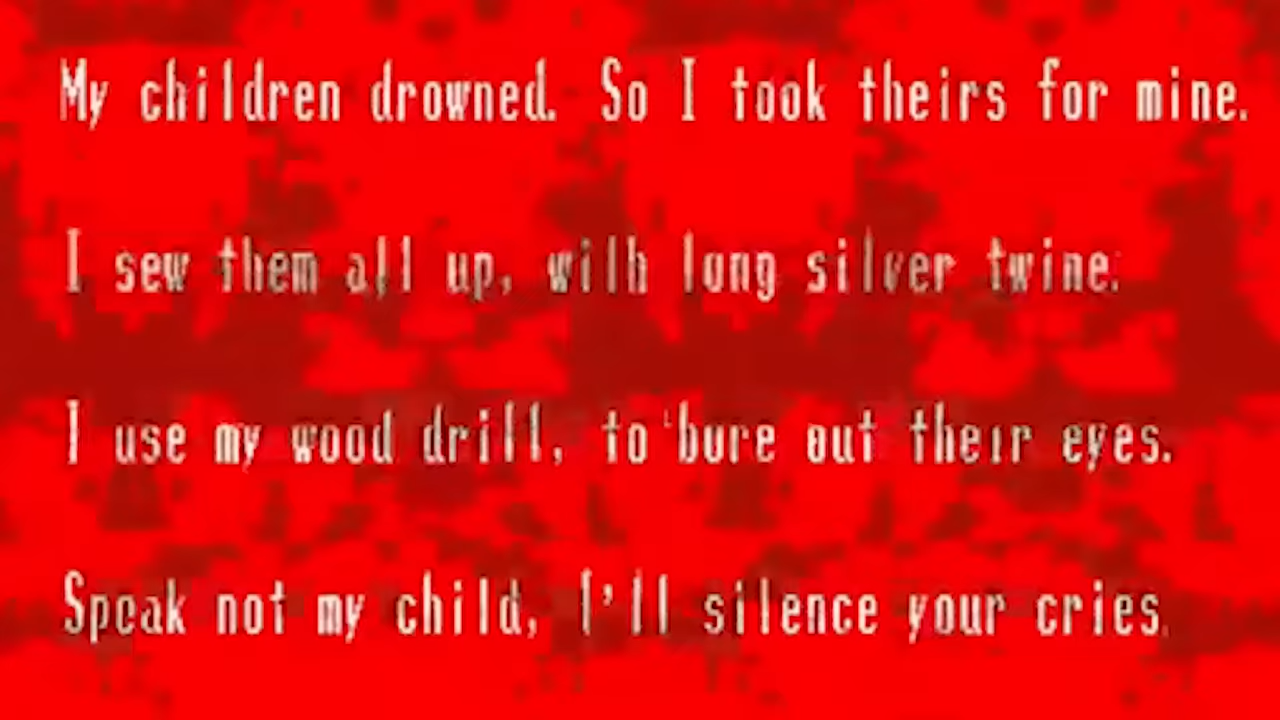 My children drowned. So I took theirs for mine.
I sew them all up, with long silver twine.
I use my wood drill, to bore out their eyes.
Speak not my child, I'll silence your cries.